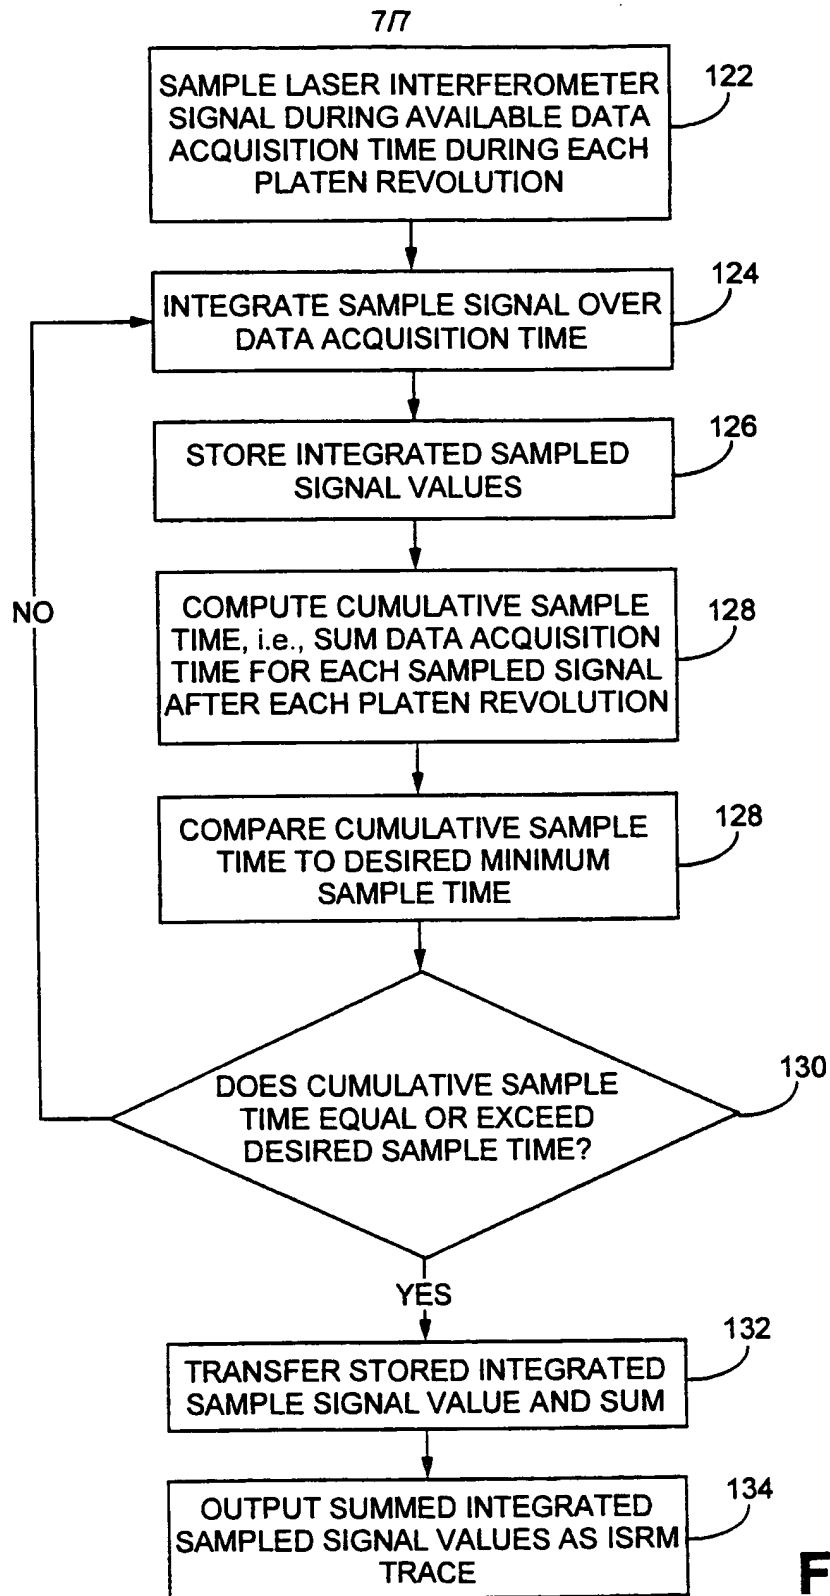 7/7
SAMPLE LASER INTERFEROMETER
SIGNAL DURING AVAILABLE DATA
ACQUISITION TIME DURING EACH
PLATEN REVOLUTION
122
INTEGRATE SAMPLE SIGNAL OVER
DATA ACQUISITION TIME
124
STORE INTEGRATED SAMPLED
SIGNAL VALUES
126
NO
COMPUTE CUMULATIVE SAMPLE
TIME, i.e., SUM DATA ACQUISITION
TIME FOR EACH SAMPLED SIGNAL
AFTER EACH PLATEN REVOLUTION
128
COMPARE CUMULATIVE SAMPLE
TIME TO DESIRED MINIMUM
SAMPLE TIME
128
DOES CUMULATIVE SAMPLE
TIME EQUAL OR EXCEED
DESIRED SAMPLE TIME?
130
YES
TRANSFER STORED INTEGRATED
SAMPLE SIGNAL VALUE AND SUM
132
OUTPUT SUMMED INTEGRATED
SAMPLED SIGNAL VALUES AS ISRM
TRACE
134
F